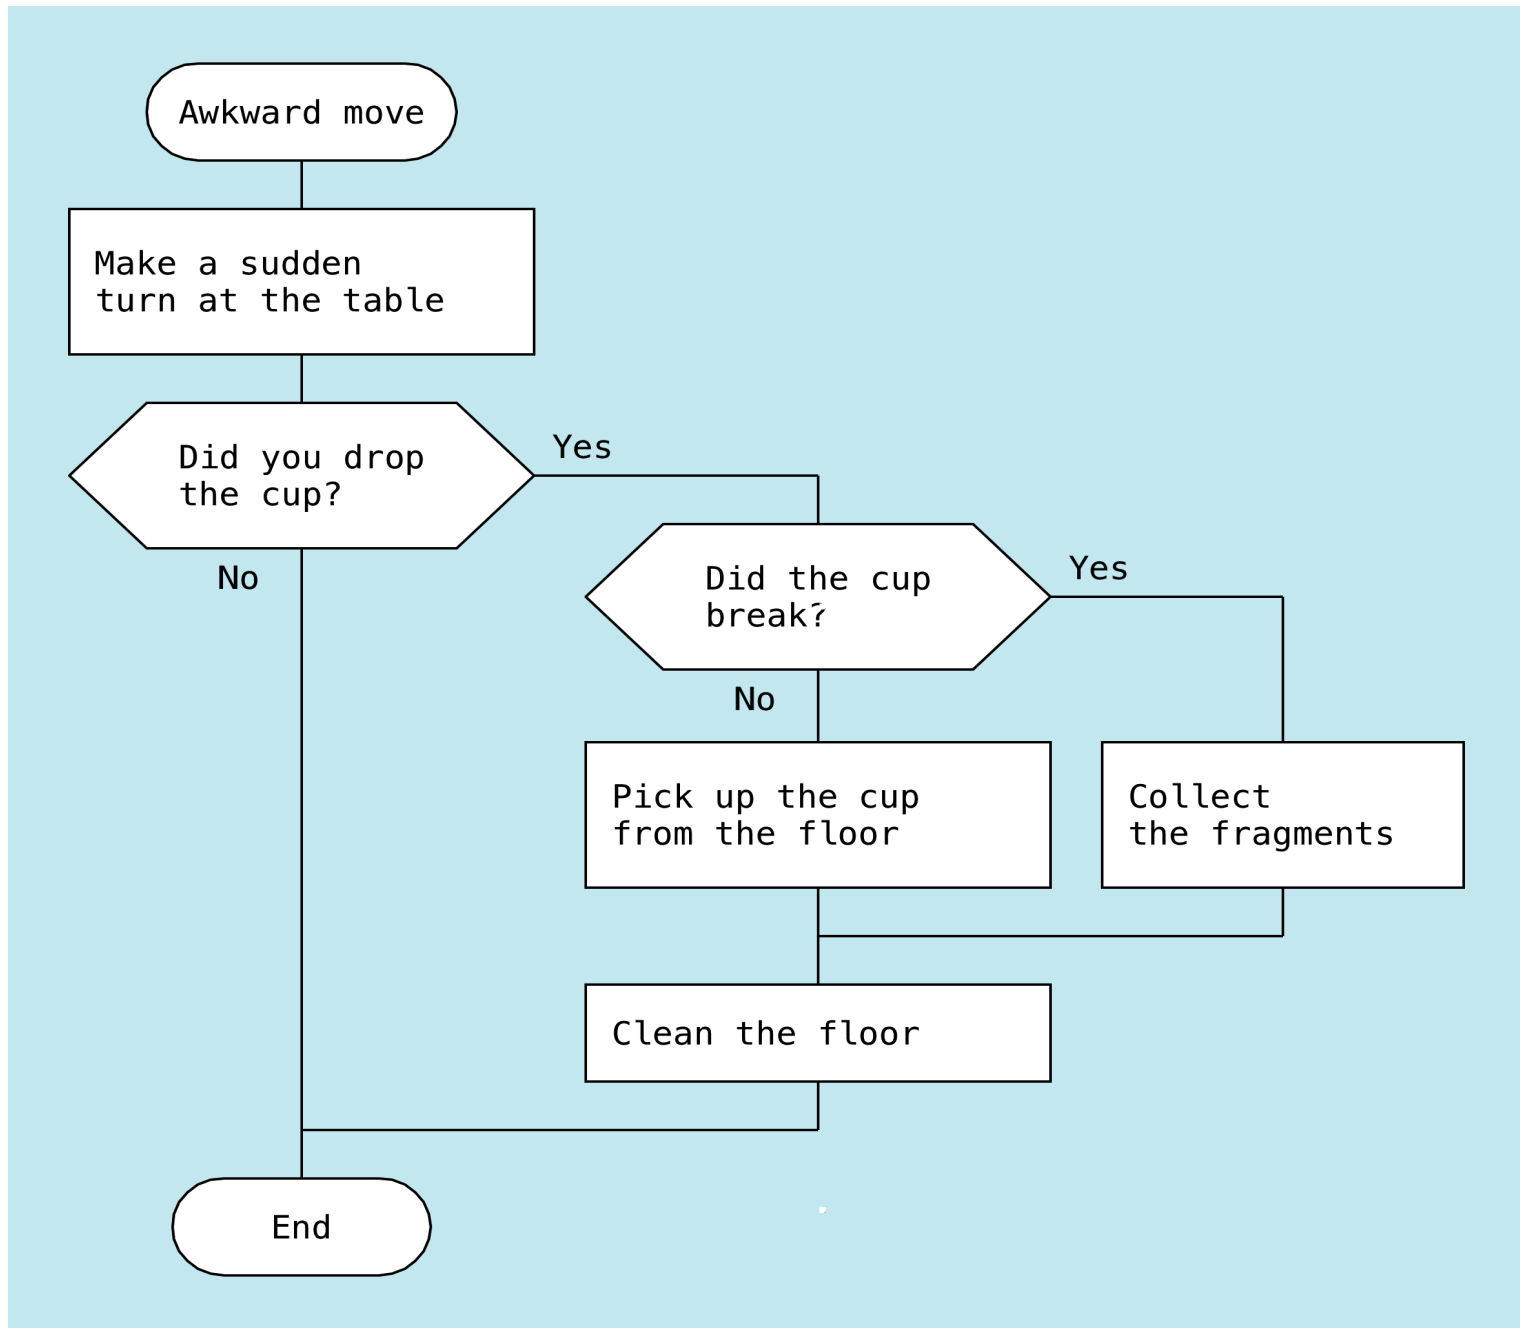 Awkward move
Make a sudden
turn at the table
Did you drop
the cup?
Yes
No
Did the cup
break?
Yes
No
Pick up the cup
from the floor
Collect
the fragments
Clean the floor
End